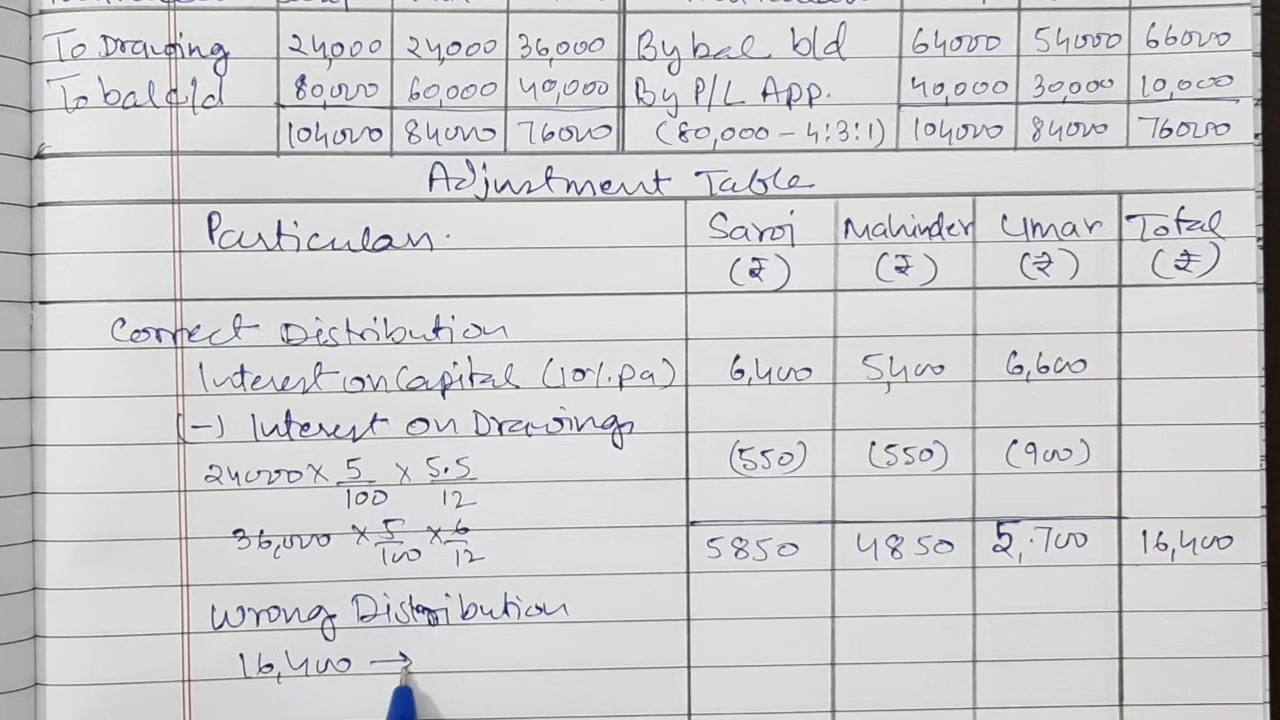 To Drawing 24,000 24,000 36,000 By bal b/d 64000 54000 66000
To bal c/d 80,000 60,000 40,000 By P/L App. 40,000 30,000 10,000
104000 84000 76000 (80,000 - 4:3:1) 104000 84000 76000
Adjustment Table
Particulars. Saroj Mahinder Umar Total
(₹) (₹) (₹) (₹)
Correct Distribution
Interest on Capital (10%.pa) 6,400 5,400 6,600
(-) Interest on Drawings
24000 × 5/100 × 5.5/12 (550) (550) (900)
36,000 × 5/100 × 6/12 5850 4850 5,700 16,400
Wrong Distribution
16,400 →